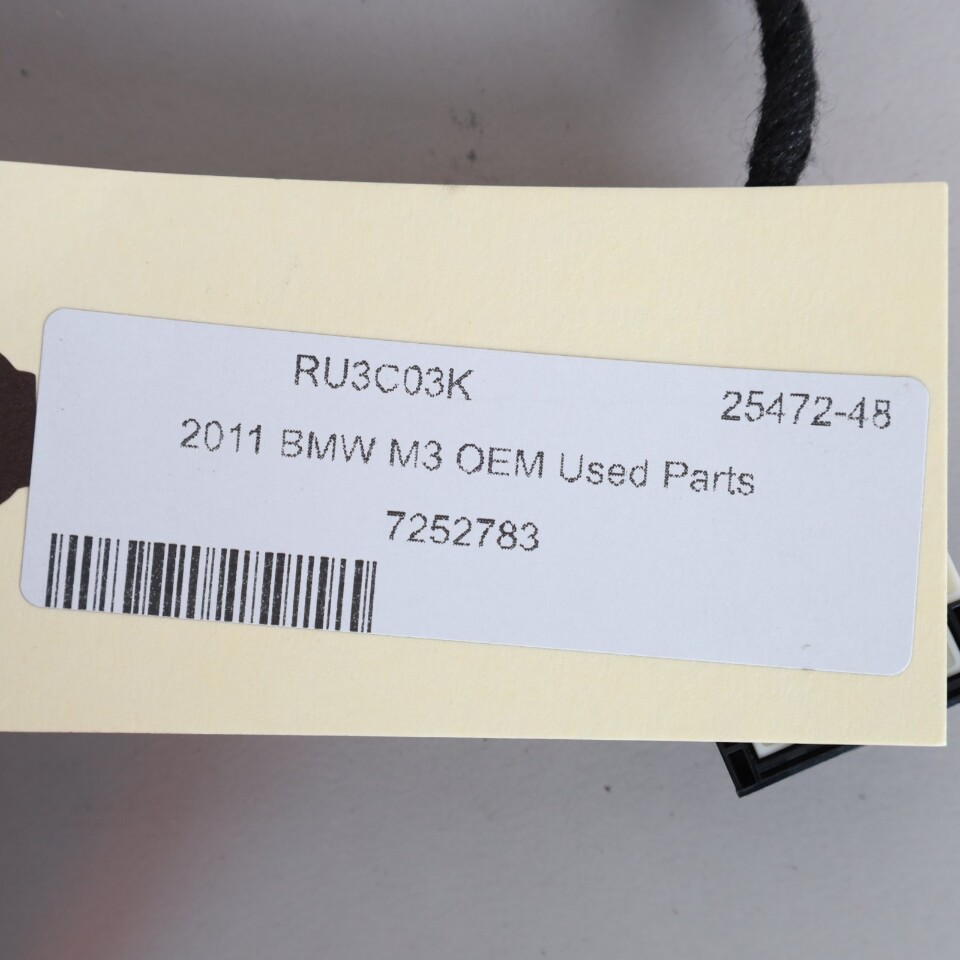 RU3C03K 25472-48
2011 BMW M3 OEM Used Parts
7252783